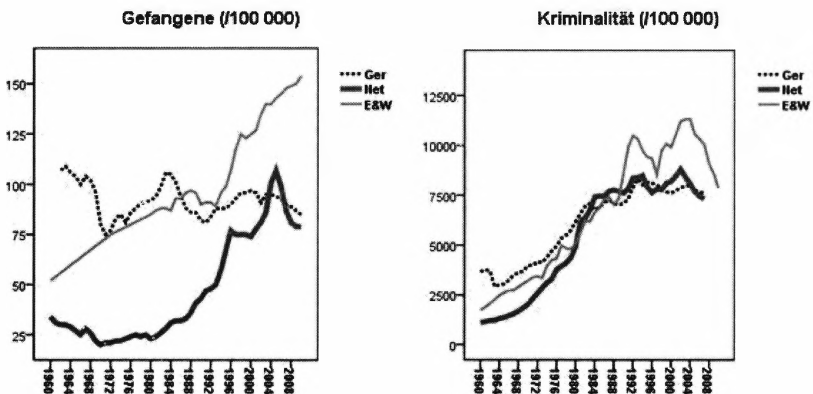 Gefangene (/100 000)
150
125
100
75
50
25
1960 1964 1968 1972 1976 1980 1984 1988 1992 1996 2000 2004 2008
Ger
Net
E&W
Kriminalität (/100 000)
12500
10000
7500
5000
2500
0
1960 1964 1968 1972 1976 1980 1984 1988 1992 1996 2000 2004 2008
Ger
Net
E&W